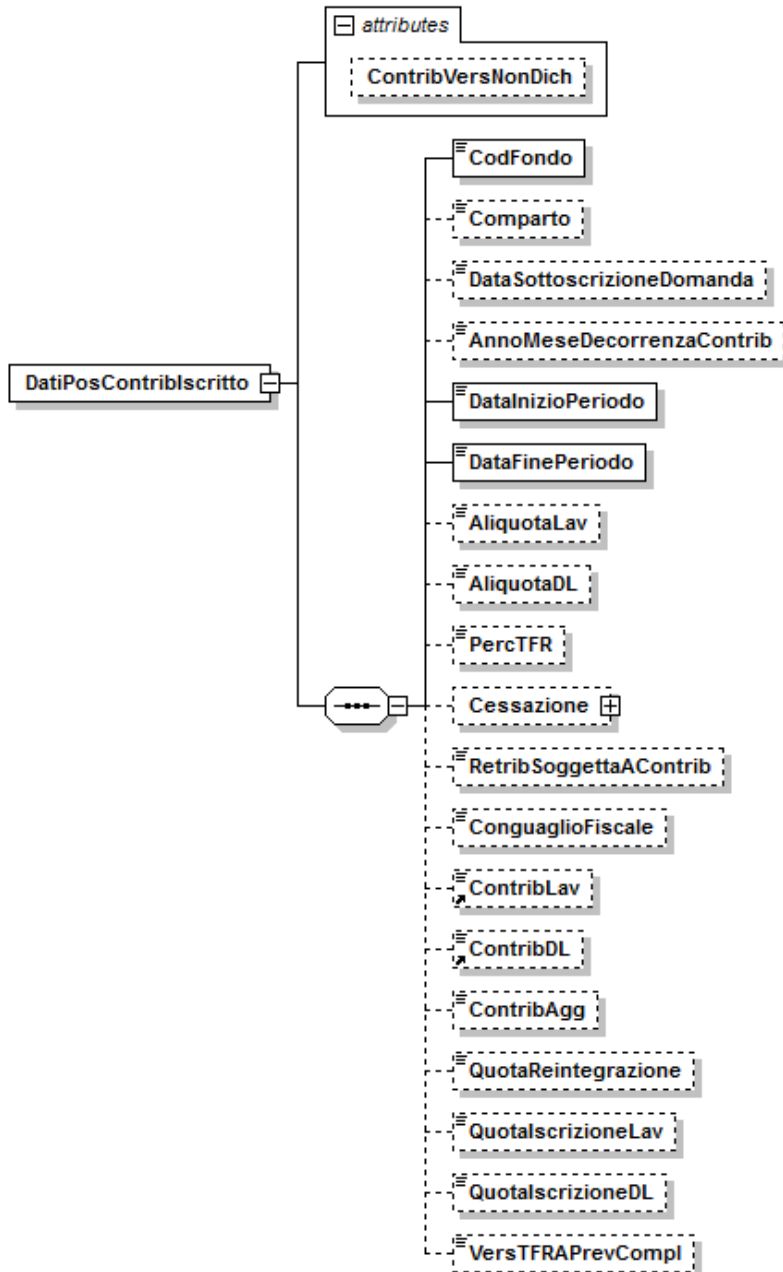 attributes
ContribVersNonDich
CodFondo
Comparto
DataSottoscrizioneDomanda
AnnoMeseDecorrenzaContrib
DatiPosContribIscritto
DataInizioPeriodo
DataFinePeriodo
AliquotaLav
AliquotaDL
PercTFR
Cessazione
RetribSoggettaAContrib
ConguaglioFiscale
ContribLav
ContribDL
ContribAgg
QuotaReintegrazione
QuotaIscrizioneLav
QuotaIscrizioneDL
VersTFRAPrevCompl